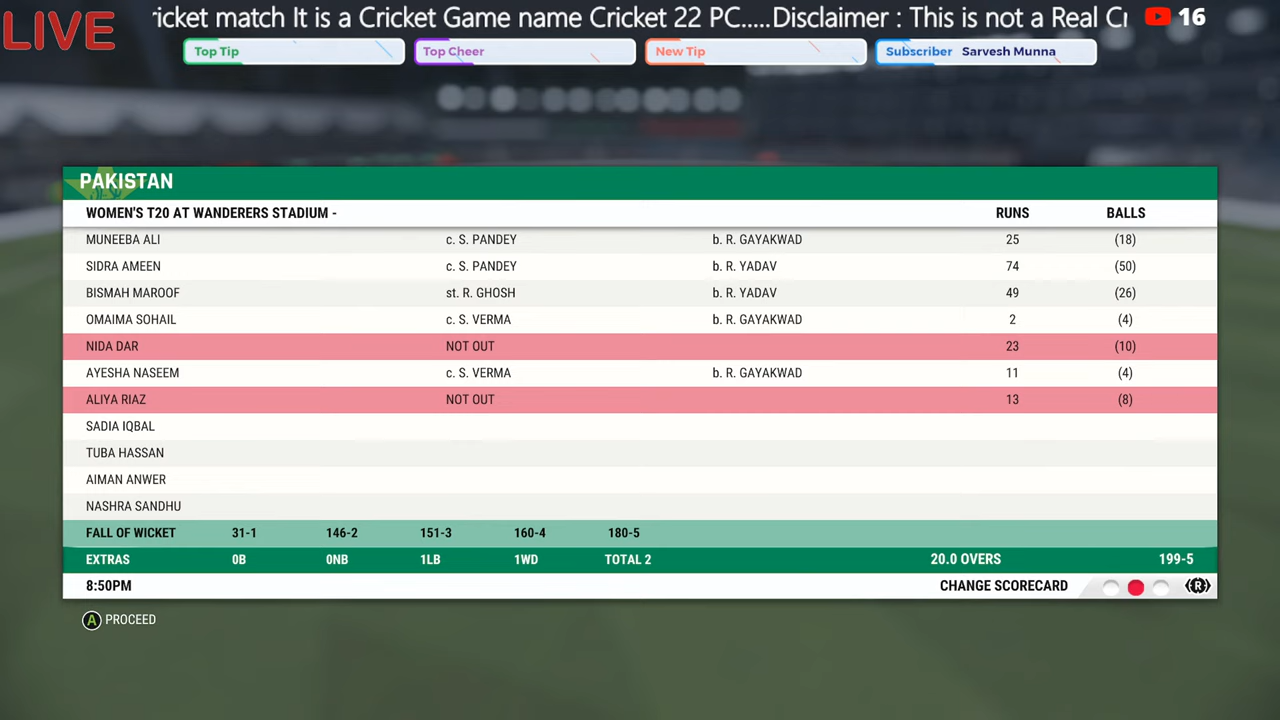 LIVE
ricket match It is a Cricket Game name Cricket 22 PC.....Disclaimer : This is not a Real Cr
16
Top Tip
Top Cheer
New Tip
Subscriber Sarvesh Munna
PAKISTAN
WOMEN'S T20 AT WANDERERS STADIUM - RUNS BALLS
MUNEEBA ALI c. S. PANDEY b. R. GAYAKWAD 25 (18)
SIDRA AMEEN c. S. PANDEY b. R. YADAV 74 (50)
BISMAH MAROOF st. R. GHOSH b. R. YADAV 49 (26)
OMAIMA SOHAIL c. S. VERMA b. R. GAYAKWAD 2 (4)
NIDA DAR NOT OUT 23 (10)
AYESHA NASEEM c. S. VERMA b. R. GAYAKWAD 11 (4)
ALIYA RIAZ NOT OUT 13 (8)
SADIA IQBAL
TUBA HASSAN
AIMAN ANWER
NASHRA SANDHU
FALL OF WICKET 31-1 146-2 151-3 160-4 180-5
EXTRAS 0B 0NB 1LB 1WD TOTAL 2 20.0 OVERS 199-5
8:50PM CHANGE SCORECARD R
A PROCEED